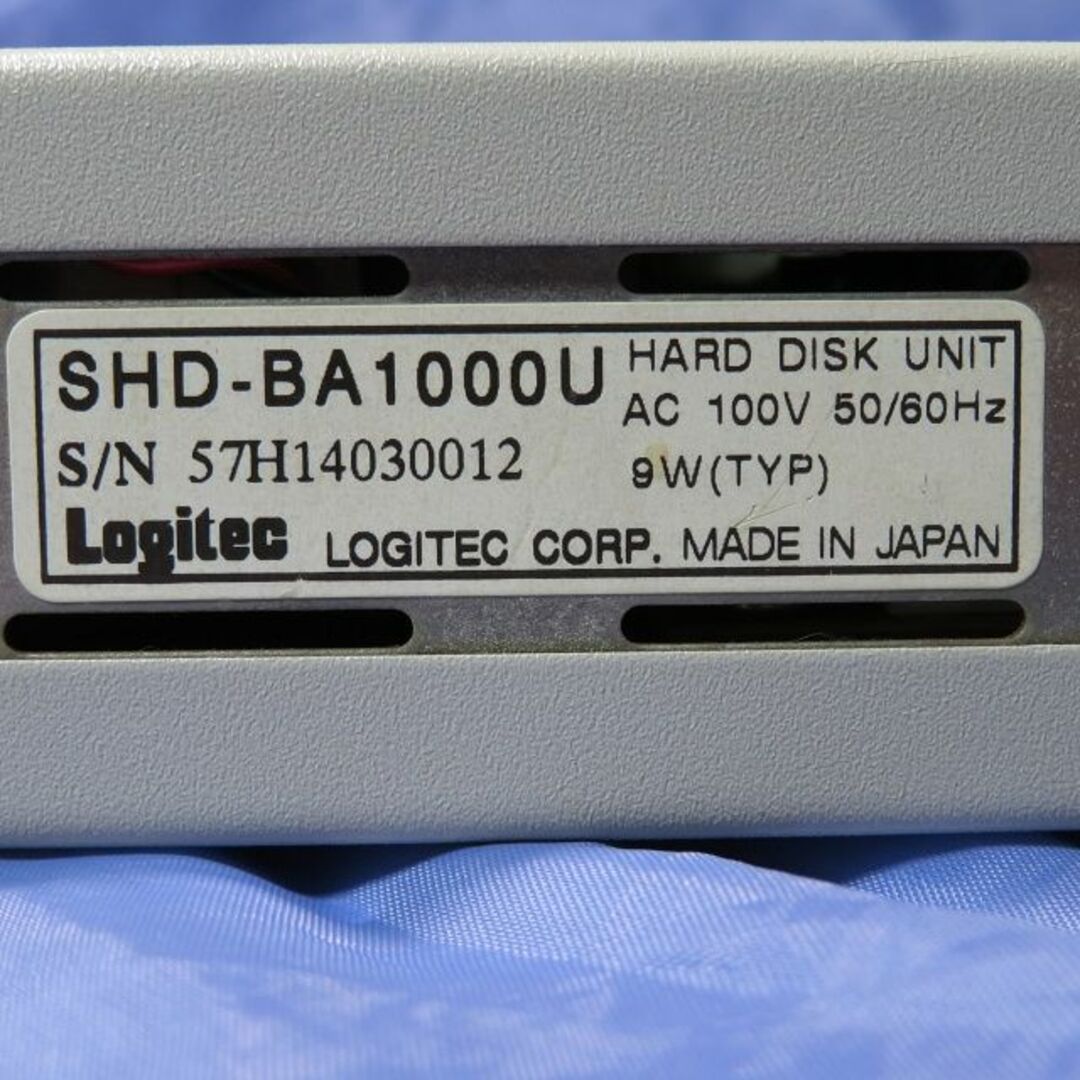 SHD-BA1000U
HARD DISK UNIT
AC 100V 50/60Hz
S/N 57H14030012
9W(TYP)
Logitec LOGITEC CORP. MADE IN JAPAN